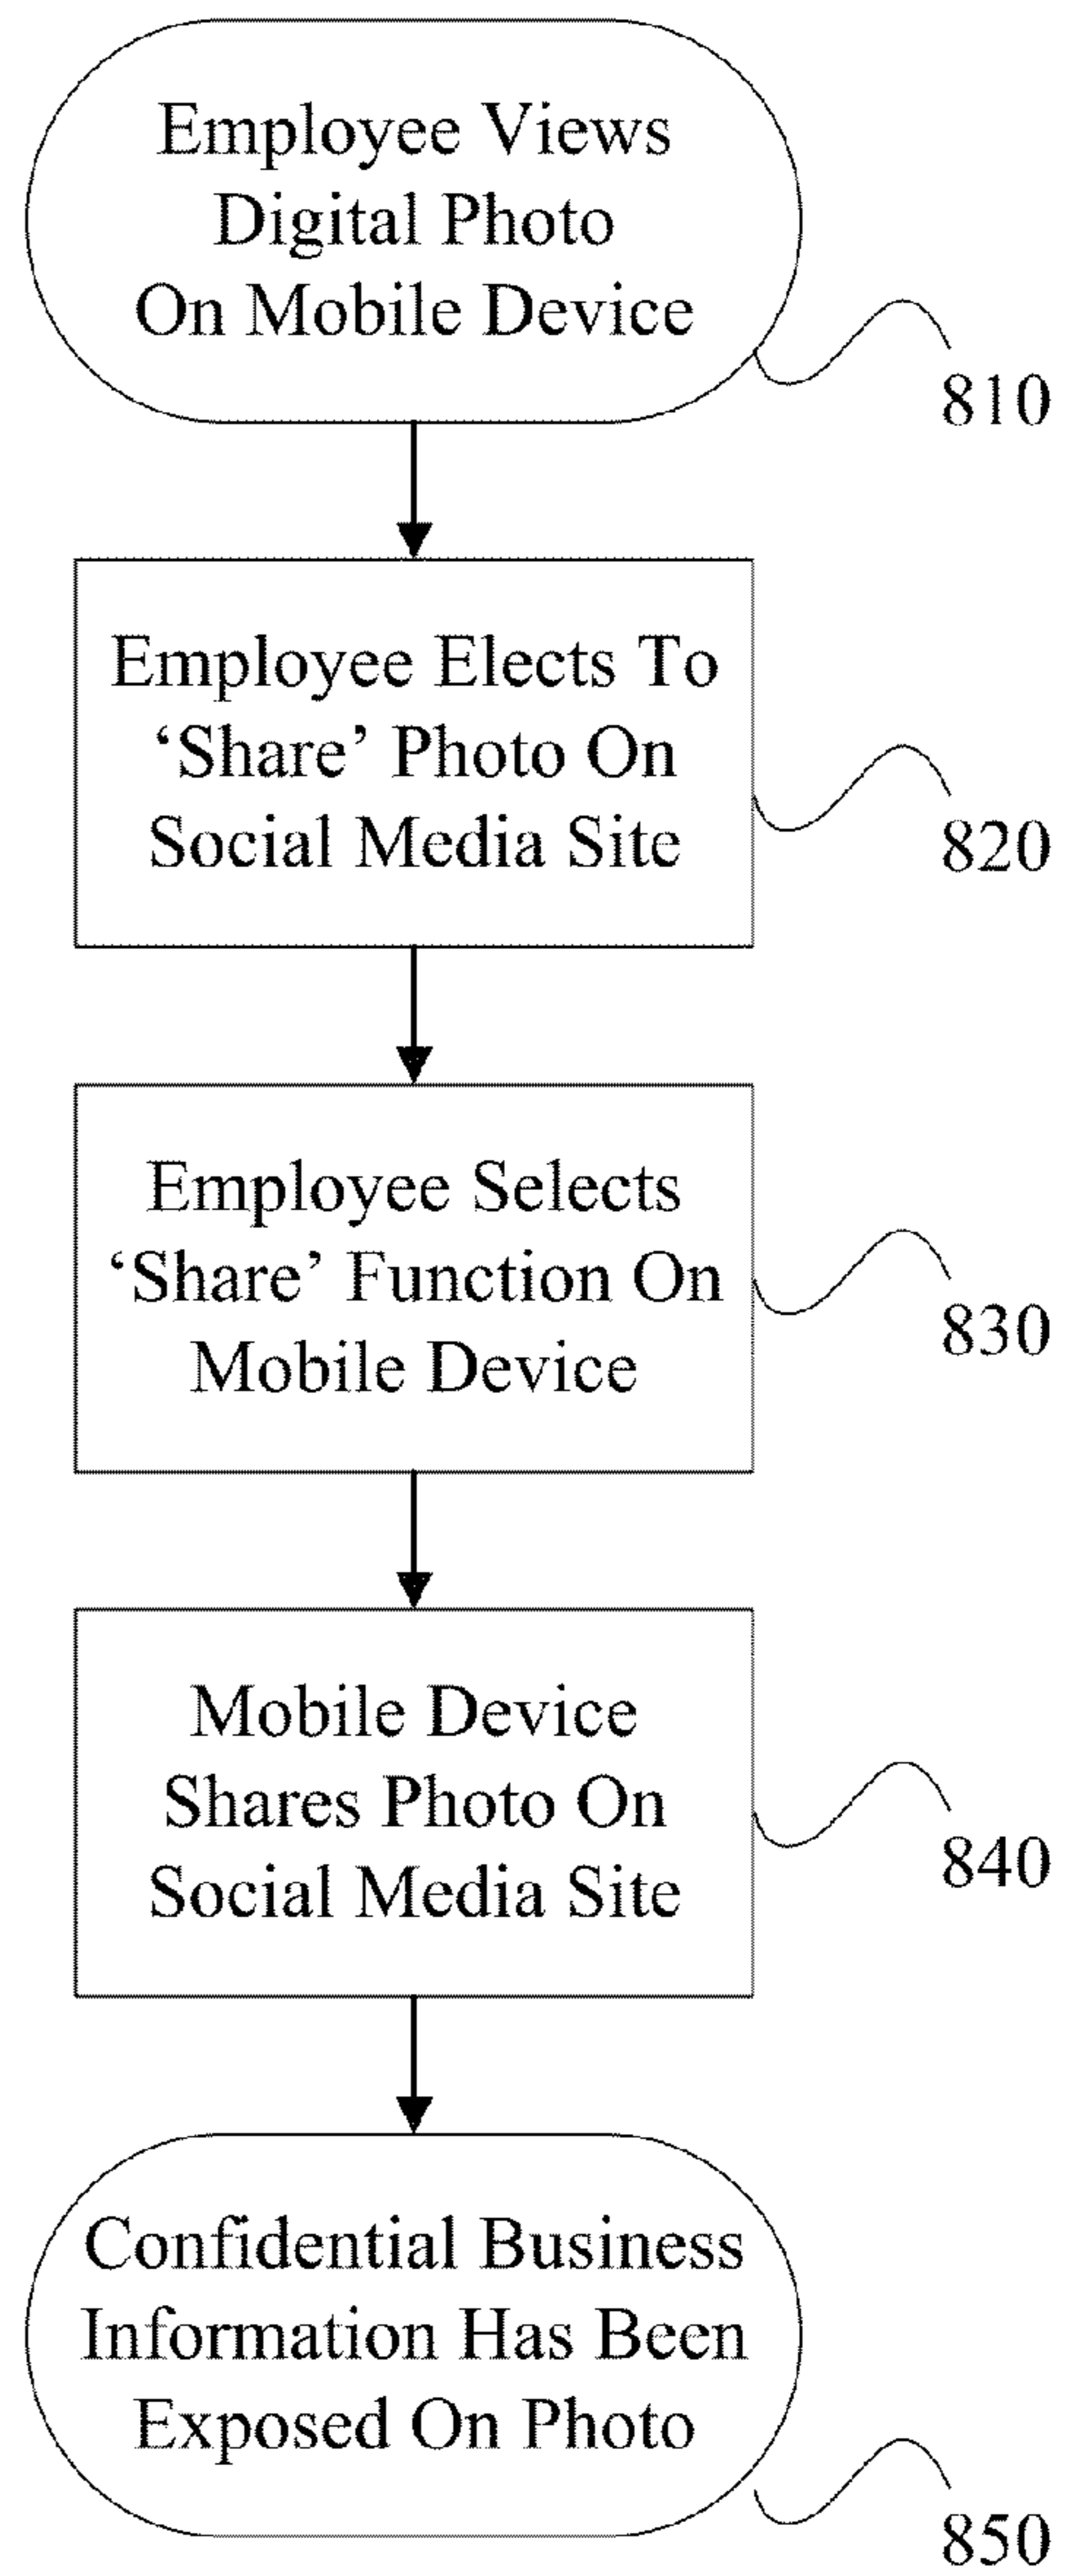 Employee Views
Digital Photo
On Mobile Device
810
Employee Elects To
‘Share’ Photo On
Social Media Site
820
Employee Selects
‘Share’ Function On
Mobile Device
830
Mobile Device
Shares Photo On
Social Media Site
840
Confidential Business
Information Has Been
Exposed On Photo
850